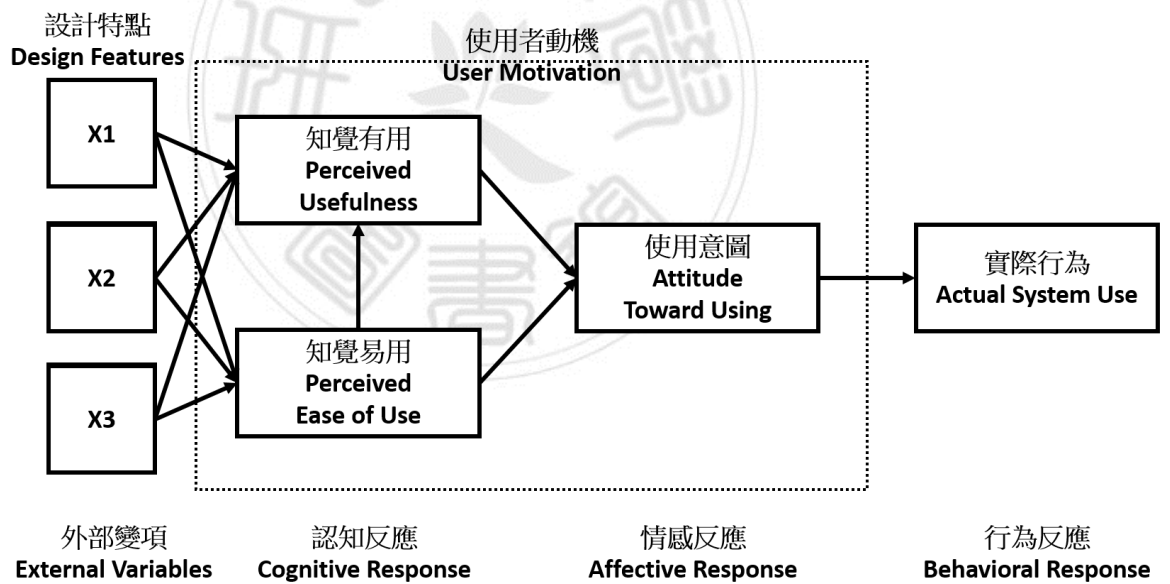 設計特點
Design Features
使用者動機
User Motivation
X1
X2
X3
知覺有用
Perceived
Usefulness
知覺易用
Perceived
Ease of Use
使用意圖
Attitude
Toward Using
實際行為
Actual System Use
外部變項
External Variables
認知反應
Cognitive Response
情感反應
Affective Response
行為反應
Behavioral Response